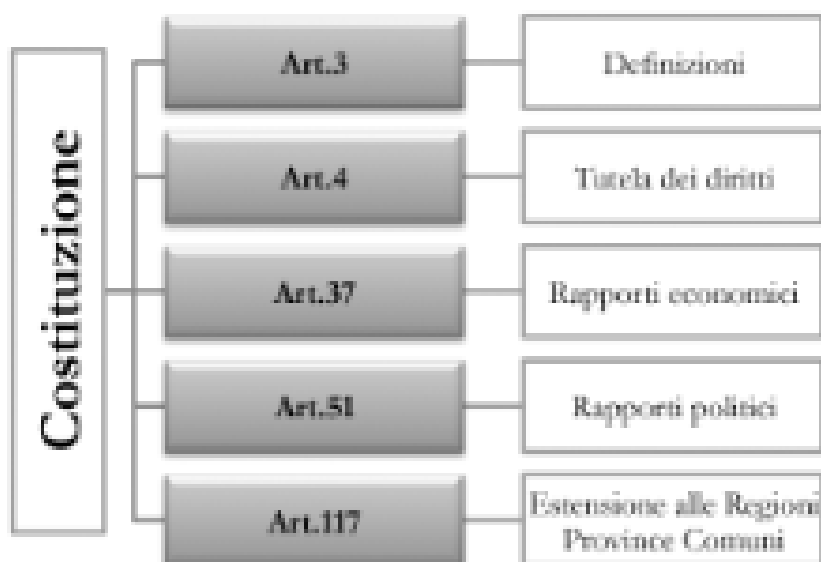 Costituzione
Art.3
Definizioni
Art.4
Tutela dei diritti
Art.37
Rapporti economici
Art.51
Rapporti politici
Art.117
Estensione alle Regioni
Province Comuni